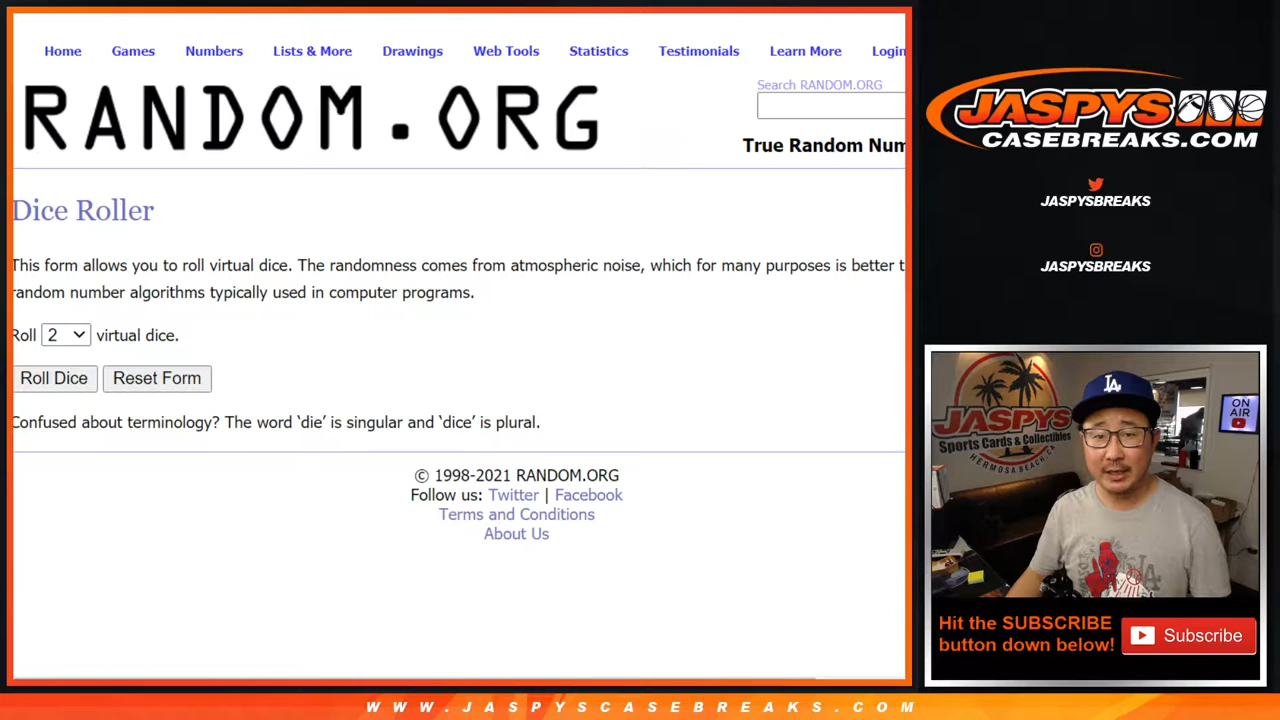 Home Games Numbers Lists & More Drawings Web Tools Statistics Testimonials Learn More Login
RANDOM.ORG
Search RANDOM.ORG
True Random Num
Dice Roller
This form allows you to roll virtual dice. The randomness comes from atmospheric noise, which for many purposes is better t
random number algorithms typically used in computer programs.
Roll 2 virtual dice.
Roll Dice Reset Form
Confused about terminology? The word ‘die’ is singular and ‘dice’ is plural.
© 1998-2021 RANDOM.ORG
Follow us: Twitter | Facebook
Terms and Conditions
About Us
JASPYS
CASEBREAKS.COM
JASPYSBREAKS
JASPYSBREAKS
JASPYS
Sports Cards & Collectibles
HERMOSA BEACH, CA
LA
ON
AIR
LA
Hit the SUBSCRIBE
button down below!
Subscribe
WWW.JASPYSCASEBREAKS.COM